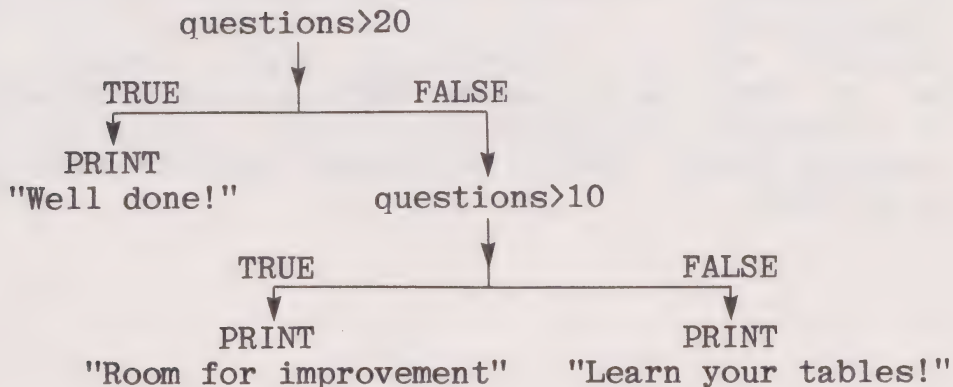 questions>20
TRUE FALSE
PRINT
"Well done!"
questions>10
TRUE FALSE
PRINT PRINT
"Room for improvement" "Learn your tables!"